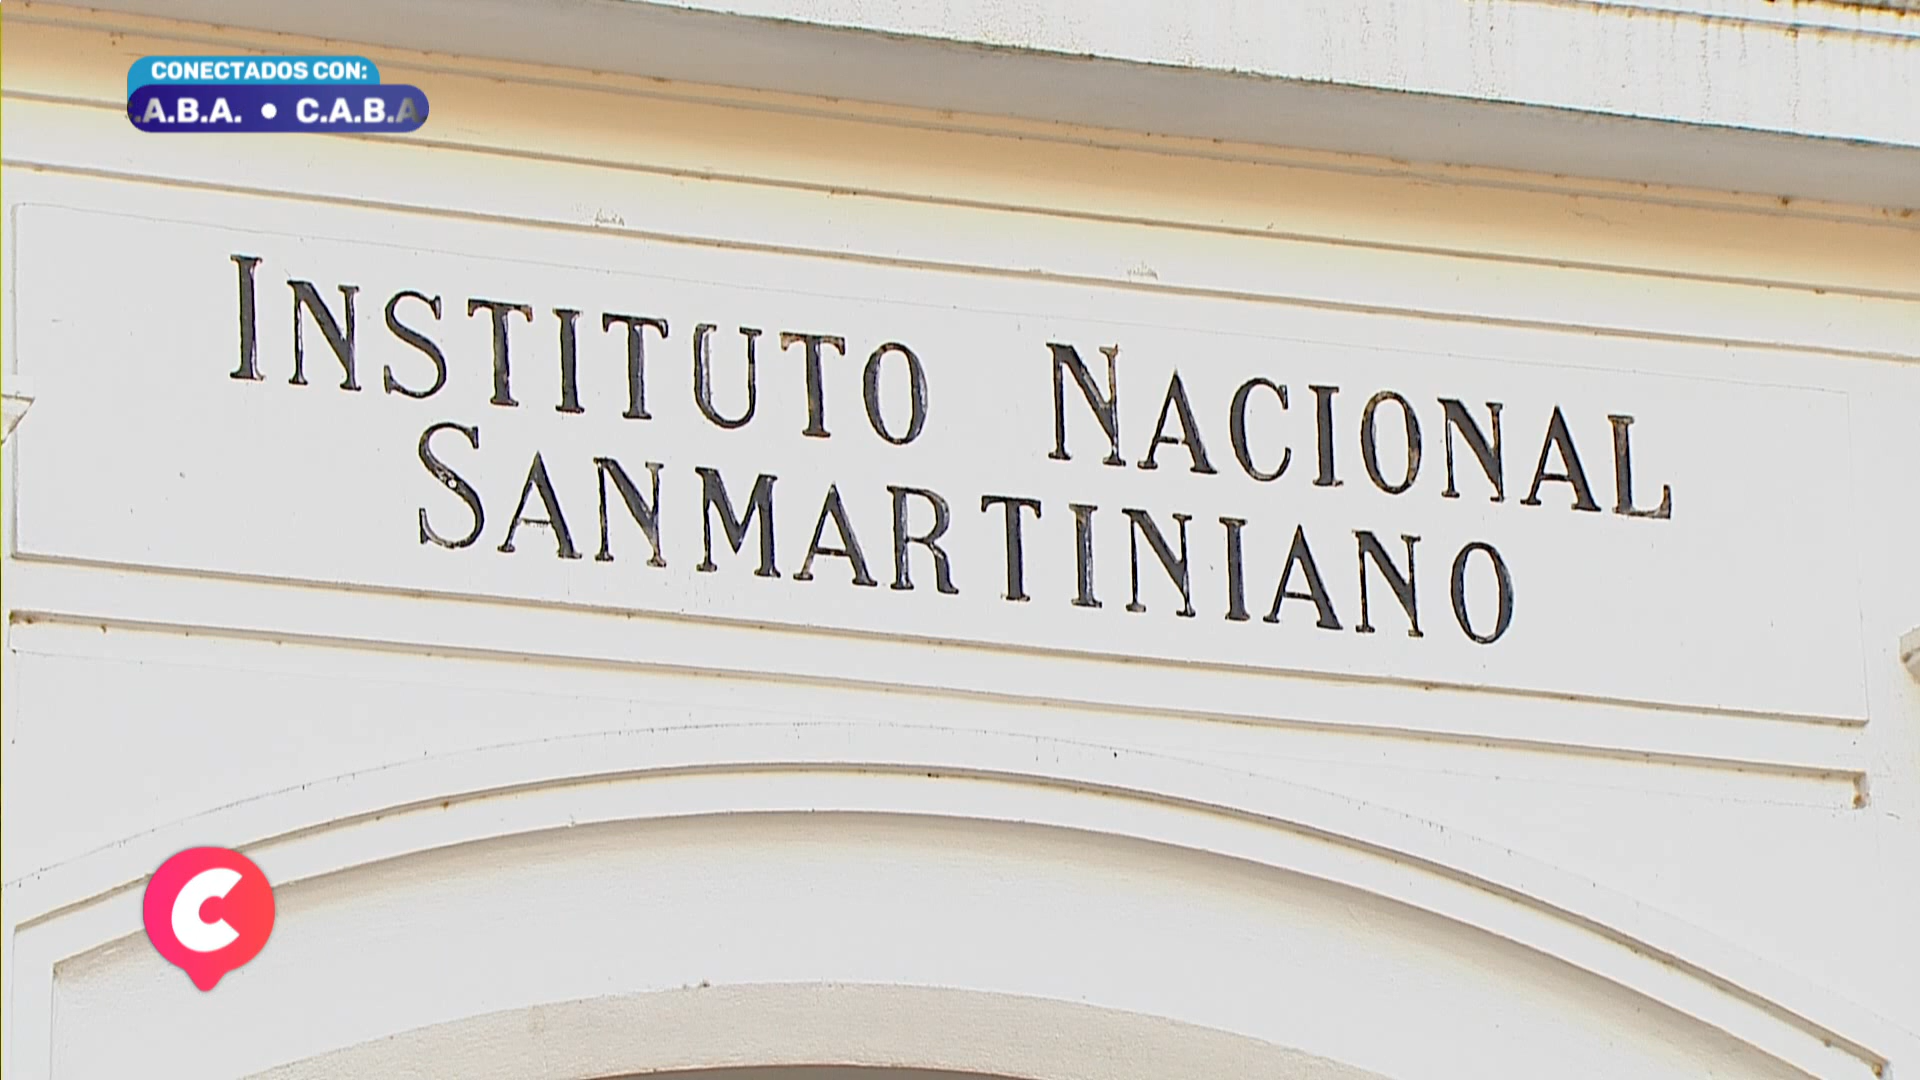 CONECTADOS CON:
.A.B.A. • C.A.B.A
INSTITUTO NACIONAL
SANMARTINIANO
C